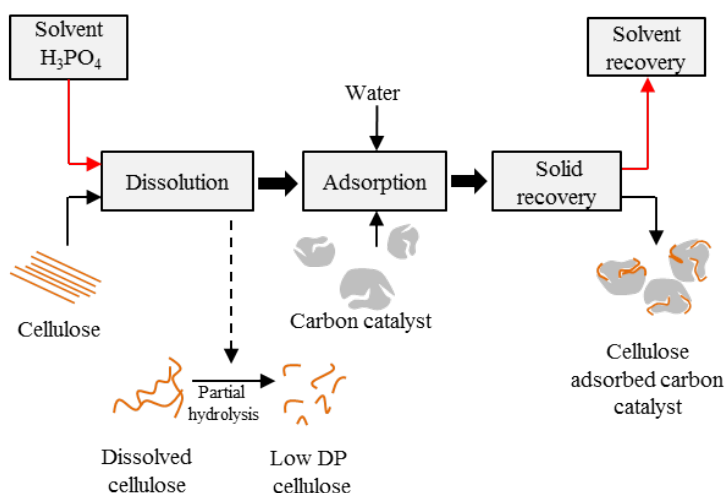 Solvent
H₃PO₄
Solvent
recovery
Water
Dissolution
Adsorption
Solid
recovery
Cellulose
Carbon catalyst
Cellulose
adsorbed carbon
catalyst
Partial
hydrolysis
Dissolved
cellulose
Low DP
cellulose